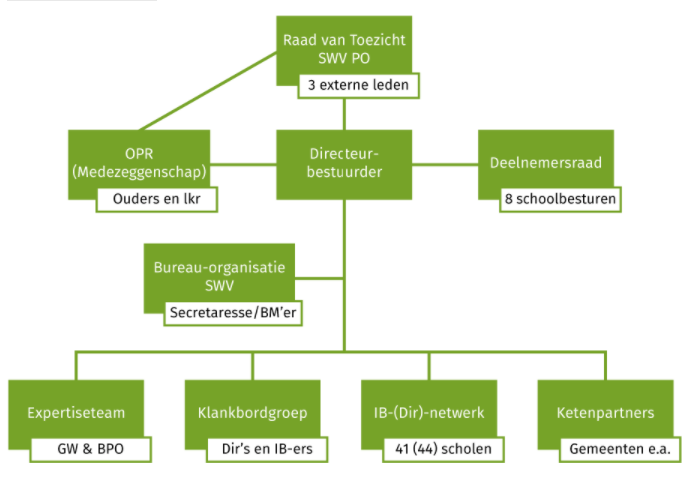 Raad van Toezicht
SWV PO
3 externe leden
OPR
(Medezeggenschap)
Ouders en lkr
Directeur-
bestuurder
Deelnemersraad
8 schoolbesturen
Bureau-organisatie
SWV
Secretaresse/BM'er
Expertiseteam
GW & BPO
Klankbordgroep
Dir's en IB-ers
IB-(Dir)-netwerk
41 (44) scholen
Ketenpartners
Gemeenten e.a.